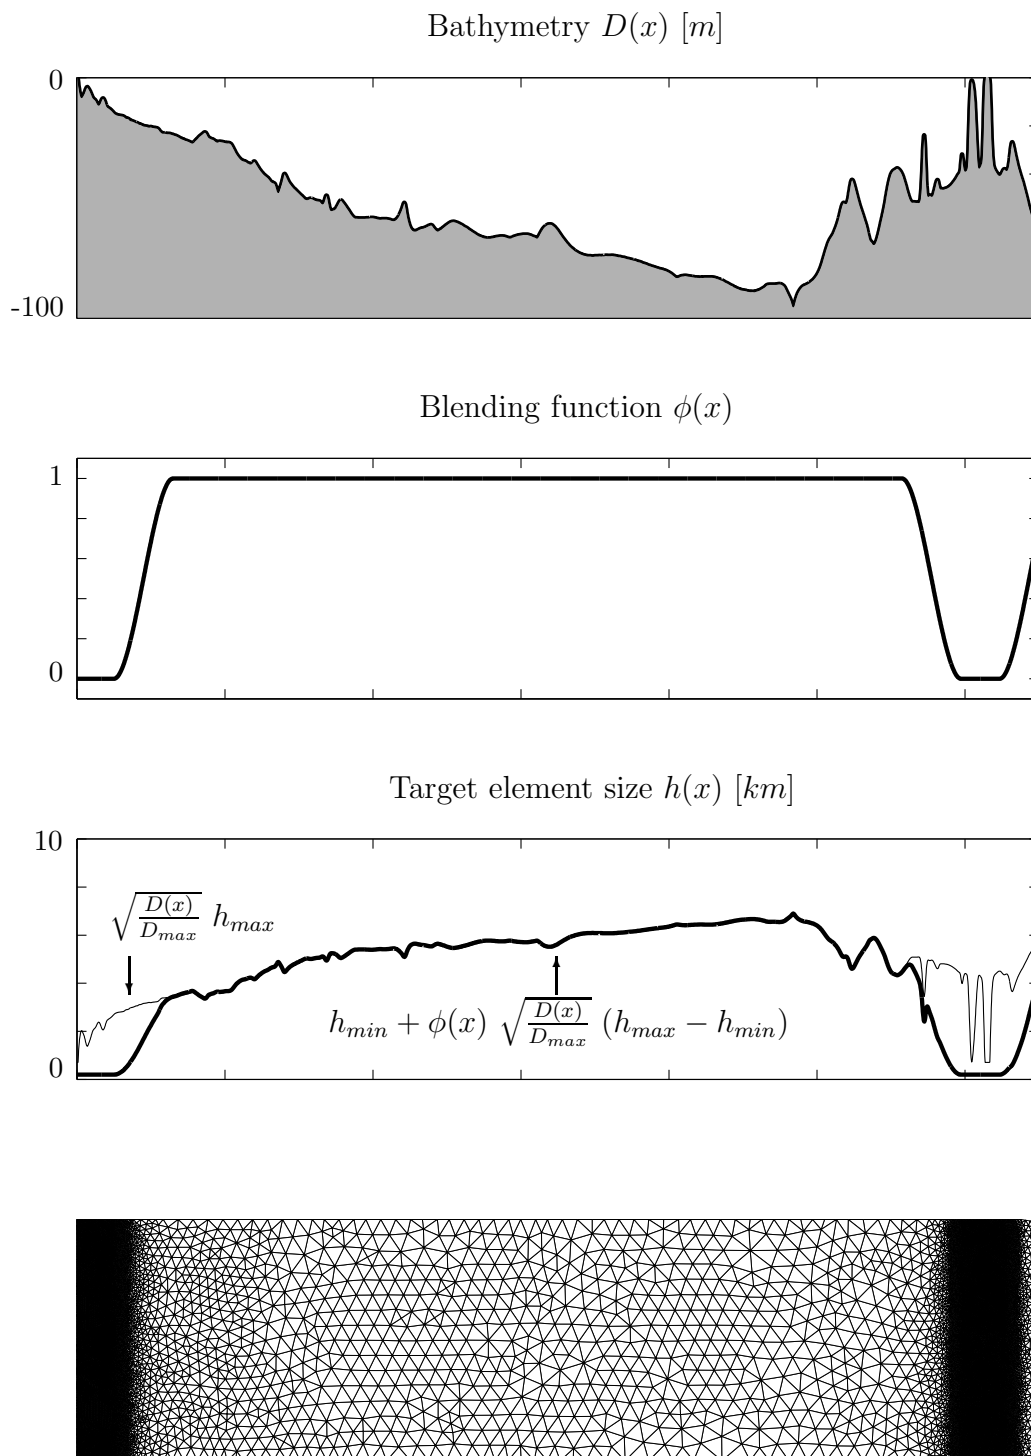 Bathymetry D(x) [m]
0
-100
Blending function ϕ(x)
1
0
Target element size h(x) [km]
10
√(D(x)/D_max) h_max
h_min + ϕ(x) √(D(x)/D_max) (h_max − h_min)
0